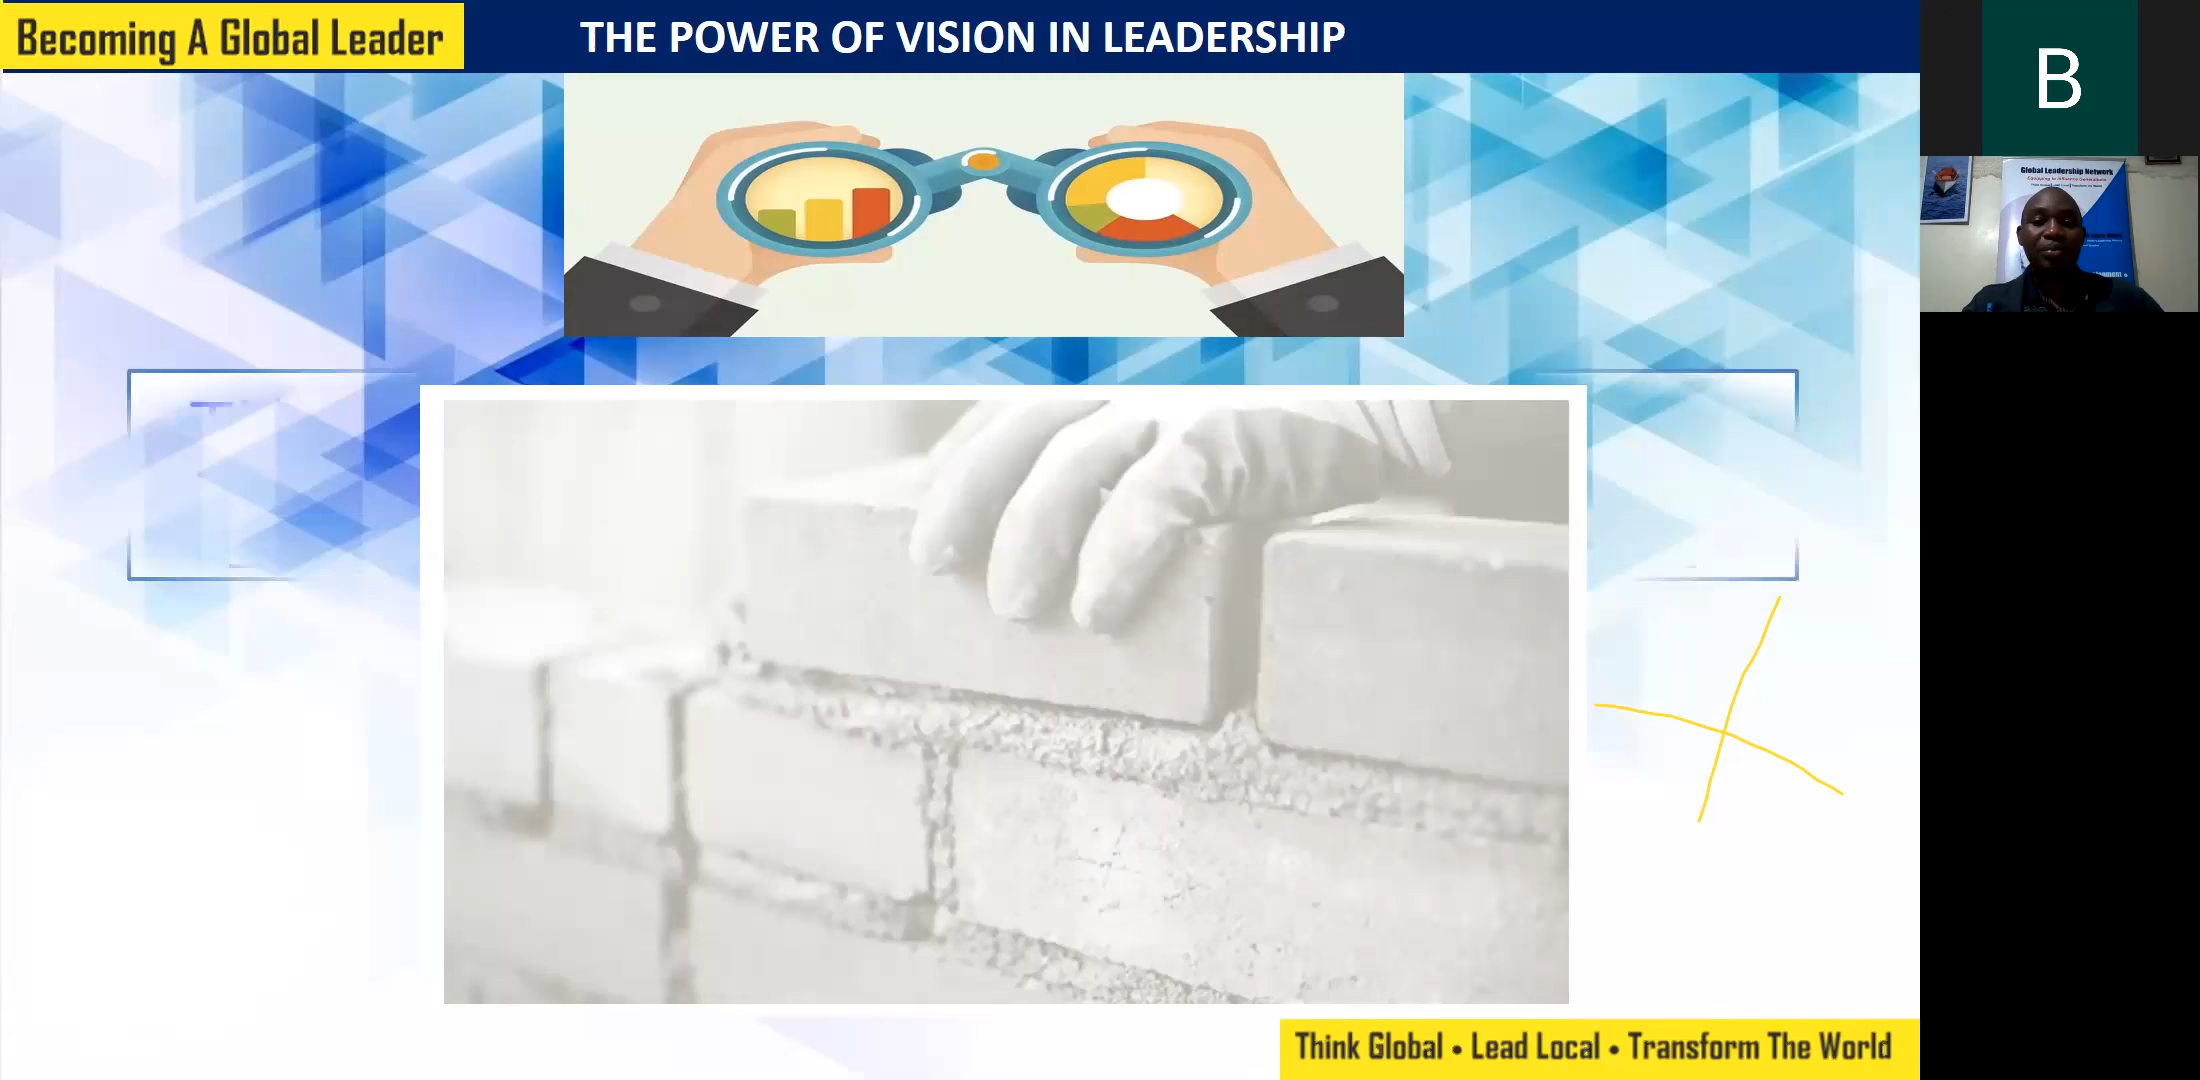 Becoming A Global Leader
THE POWER OF VISION IN LEADERSHIP
B
Global Leadership Network
Think Global • Lead Local • Transform The World